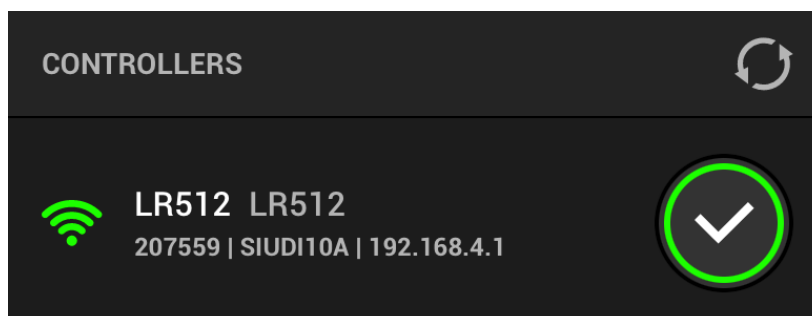 CONTROLLERS
LR512 LR512
207559 | SIUDI10A | 192.168.4.1